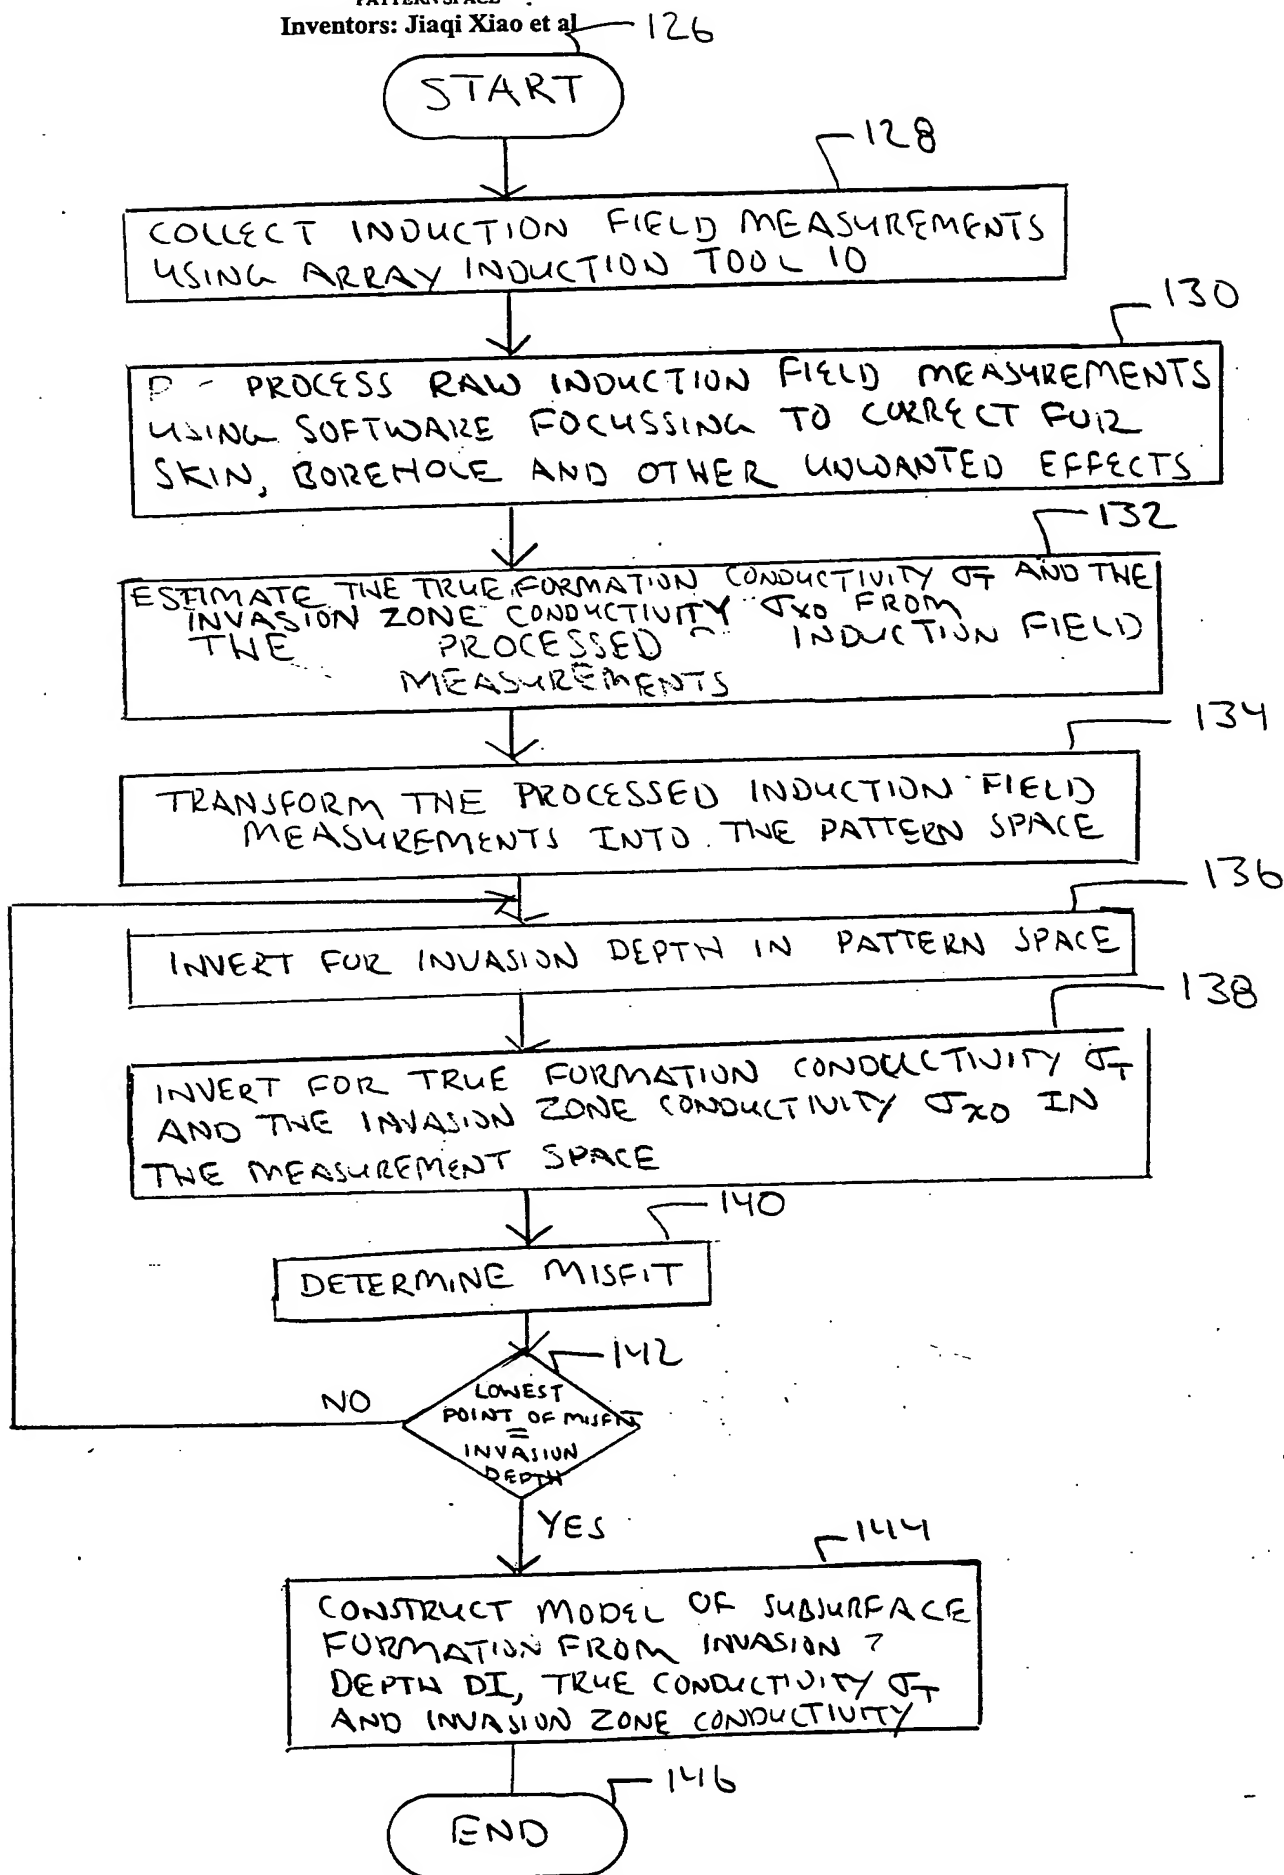 PATTERN SPACE
Inventors: Jiaqi Xiao et al
126
START
128
COLLECT INDUCTION FIELD MEASUREMENTS
USING ARRAY INDUCTION TOOL 10
130
PROCESS RAW INDUCTION FIELD MEASUREMENTS
USING SOFTWARE FOCUSSING TO CORRECT FOR
SKIN, BOREHOLE AND OTHER UNWANTED EFFECTS
132
ESTIMATE THE TRUE FORMATION CONDUCTIVITY σT AND THE
INVASION ZONE CONDUCTIVITY σXO FROM
THE PROCESSED INDUCTION FIELD
MEASUREMENTS
134
TRANSFORM THE PROCESSED INDUCTION FIELD
MEASUREMENTS INTO THE PATTERN SPACE
136
INVERT FOR INVASION DEPTH IN PATTERN SPACE
138
INVERT FOR TRUE FORMATION CONDUCTIVITY σT
AND THE INVASION ZONE CONDUCTIVITY σXO IN
THE MEASUREMENT SPACE
140
DETERMINE MISFIT
142
LOWEST
POINT OF MISFIT
=
INVASION
DEPTH
NO
YES
144
CONSTRUCT MODEL OF SUBSURFACE
FORMATION FROM INVASION
DEPTH DI, TRUE CONDUCTIVITY σT
AND INVASION ZONE CONDUCTIVITY
146
END